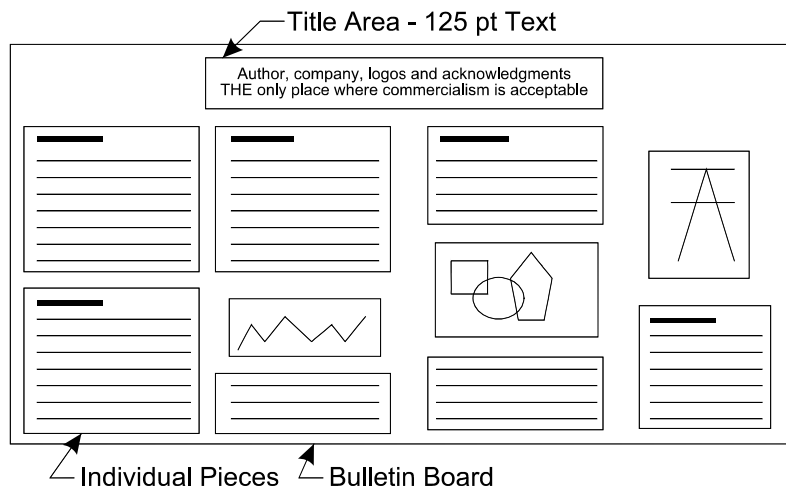 Title Area - 125 pt Text
Author, company, logos and acknowledgments
THE only place where commercialism is acceptable
Individual Pieces
Bulletin Board